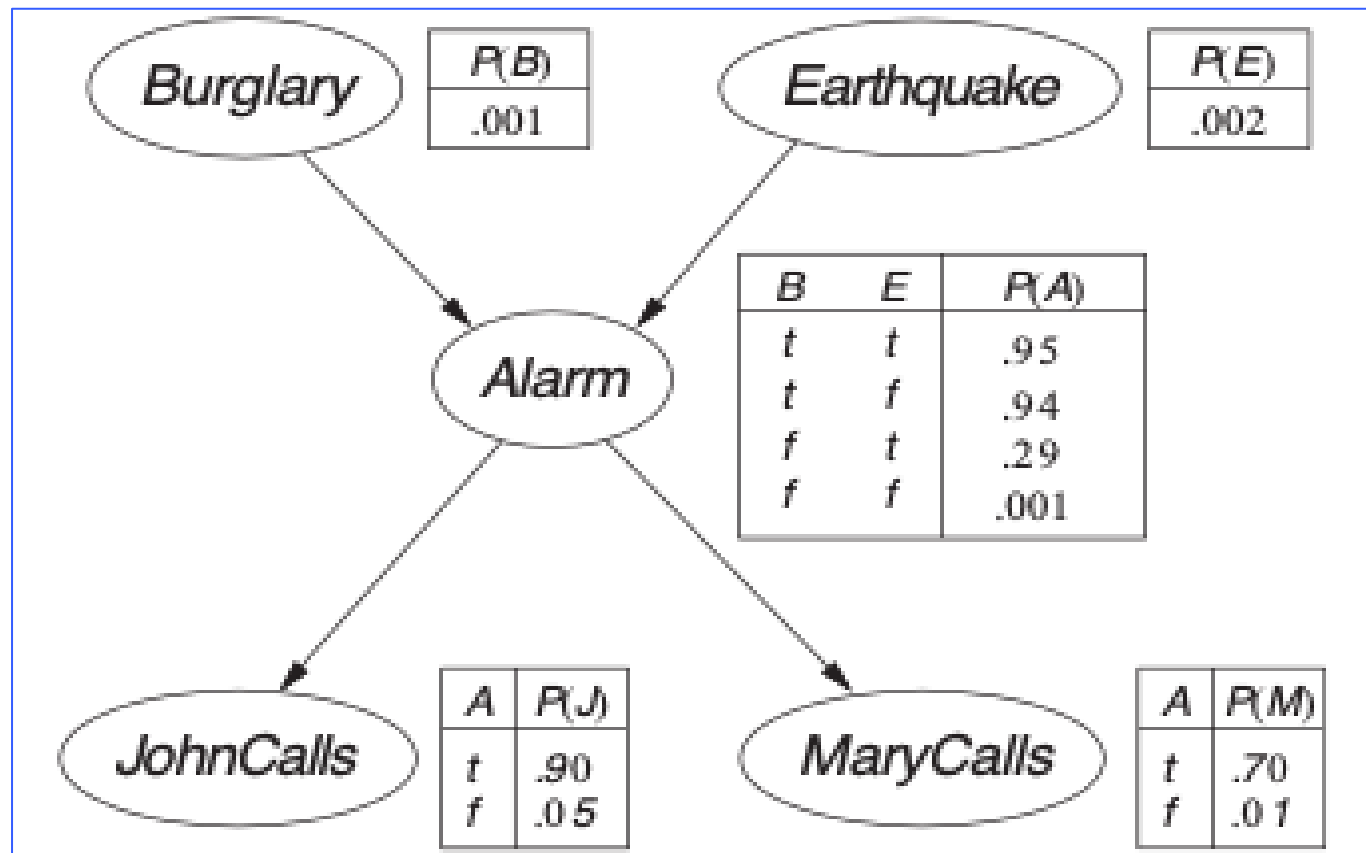 Burglary
P(B)
.001
Earthquake
P(E)
.002
Alarm
B E P(A)
t t .95
t f .94
f t .29
f f .001
JohnCalls
A P(J)
t .90
f .05
MaryCalls
A P(M)
t .70
f .01